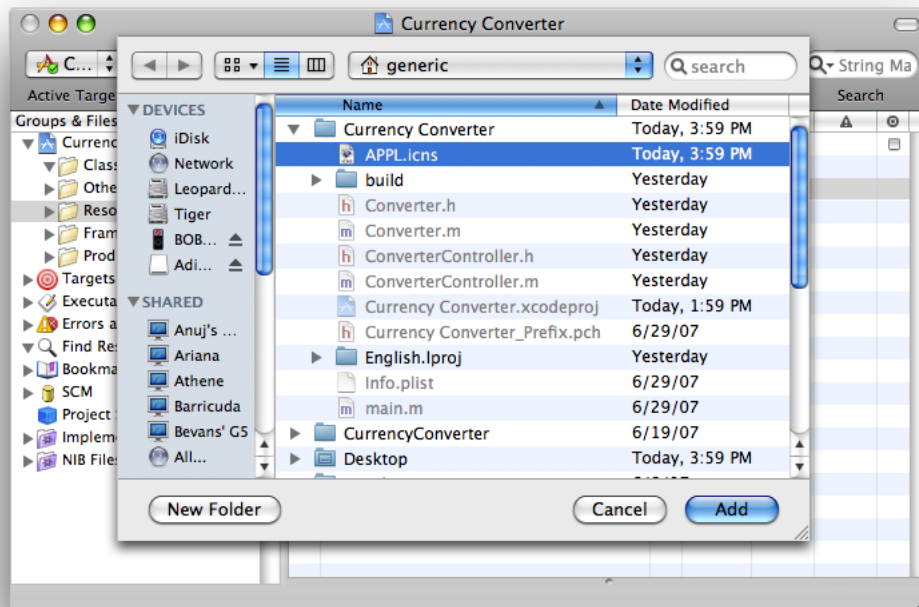 Currency Converter
C...
generic
search
String Ma
Active Targe
Search
DEVICES
iDisk
Network
Leopard...
Tiger
BOB...
Adi...
SHARED
Anuj's ...
Ariana
Athene
Barricuda
Bevans' G5
All...
Name
Date Modified
Currency Converter
Today, 3:59 PM
APPL.icns
Today, 3:59 PM
build
Yesterday
Converter.h
Yesterday
Converter.m
Yesterday
ConverterController.h
Yesterday
ConverterController.m
Yesterday
Currency Converter.xcodeproj
Today, 1:59 PM
Currency Converter_Prefix.pch
6/29/07
English.lproj
Yesterday
Info.plist
6/29/07
main.m
6/29/07
CurrencyConverter
6/19/07
Desktop
Today, 3:59 PM
Groups & Files
Currenc
Class
Othe
Reso
Fram
Prod
Targets
Executa
Errors a
Find Res
Bookma
SCM
Project
Implem
NIB Files
New Folder
Cancel
Add